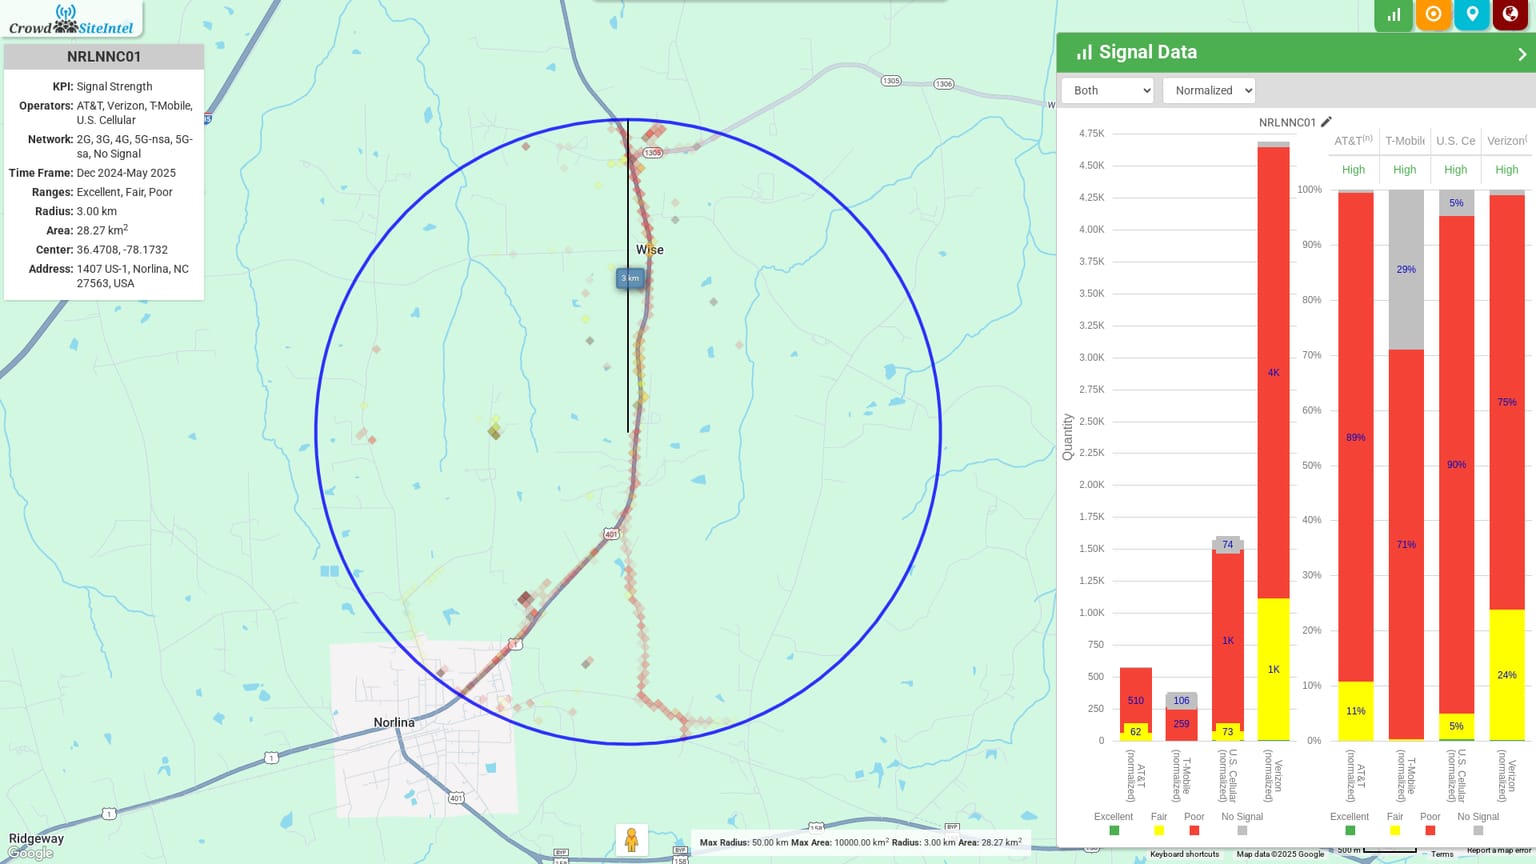 Crowd SiteIntel
NRLNNC01
KPI: Signal Strength
Operators: AT&T, Verizon, T-Mobile,
U.S. Cellular
Network: 2G, 3G, 4G, 5G-nsa, 5G-
sa, No Signal
Time Frame: Dec 2024-May 2025
Ranges: Excellent, Fair, Poor
Radius: 3.00 km
Area: 28.27 km²
Center: 36.4708, -78.1732
Address: 1407 US-1, Norlina, NC
27563, USA
1305
1306
W
1305
Wise
3 km
401
1
Norlina
1
401
1
Ridgeway
Google
158
BYP
BYP
158
BYP
Max Radius: 50.00 km Max Area: 10000.00 km² Radius: 3.00 km Area: 28.27 km²
Keyboard shortcuts
Map data ©2025 Google
500 m
Terms
Report a map error
Signal Data
Both
Normalized
NRLNNC01
Quantity
4.75K
4.50K
4.25K
4.00K
3.75K
3.50K
3.25K
3.00K
2.75K
2.50K
2.25K
2.00K
1.75K
1.50K
1.25K
1.00K
750
500
250
0
510
62
106
259
74
1K
73
4K
1K
AT&T (normalized)
T-Mobile (normalized)
U.S. Cellular (normalized)
Verizon (normalized)
Excellent Fair Poor No Signal
AT&T(n) T-Mobile U.S. Ce Verizon(
High High High High
100%
90%
80%
70%
60%
50%
40%
30%
20%
10%
0%
89%
11%
29%
71%
5%
90%
5%
75%
24%
AT&T (normalized)
T-Mobile (normalized)
U.S. Cellular (normalized)
Verizon (normalized)
Excellent Fair Poor No Signal